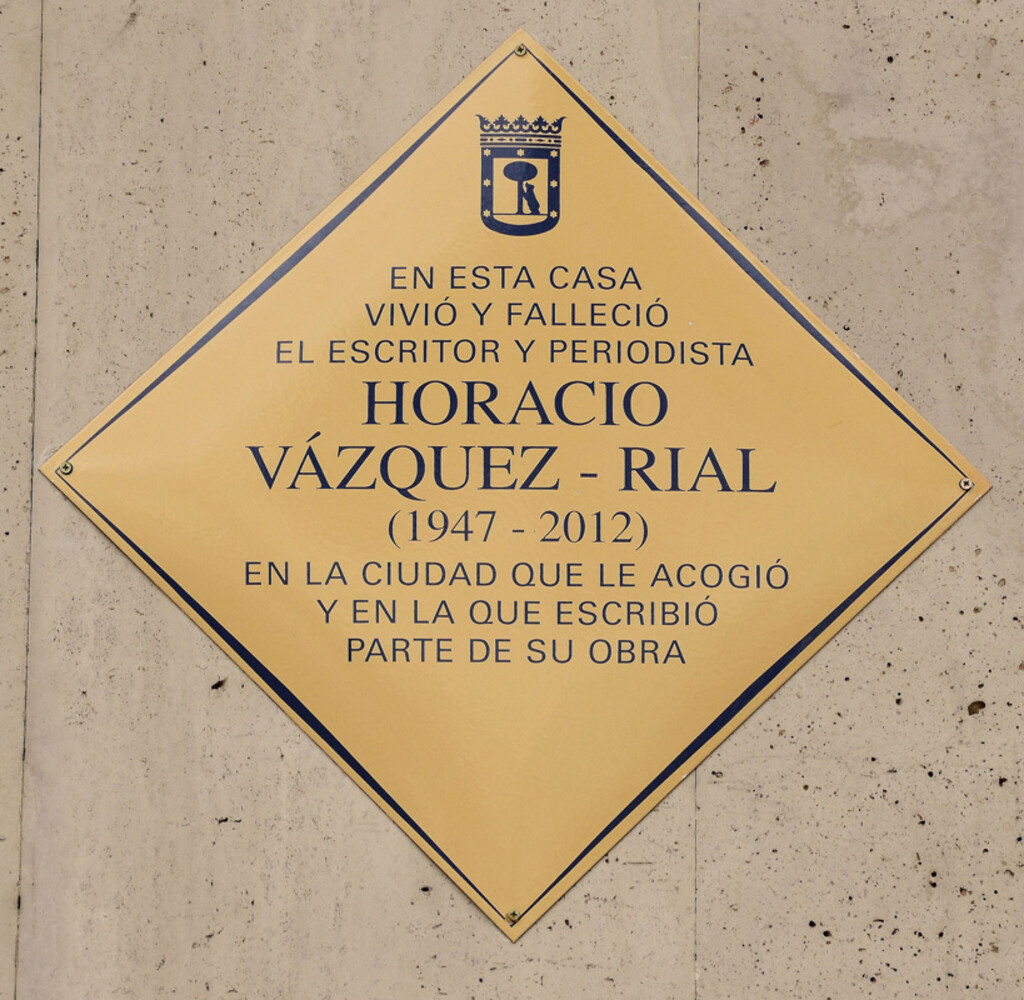 EN ESTA CASA
VIVIÓ Y FALLECIÓ
EL ESCRITOR Y PERIODISTA
HORACIO
VÁZQUEZ - RIAL
(1947 - 2012)
EN LA CIUDAD QUE LE ACOGIÓ
Y EN LA QUE ESCRIBIÓ
PARTE DE SU OBRA